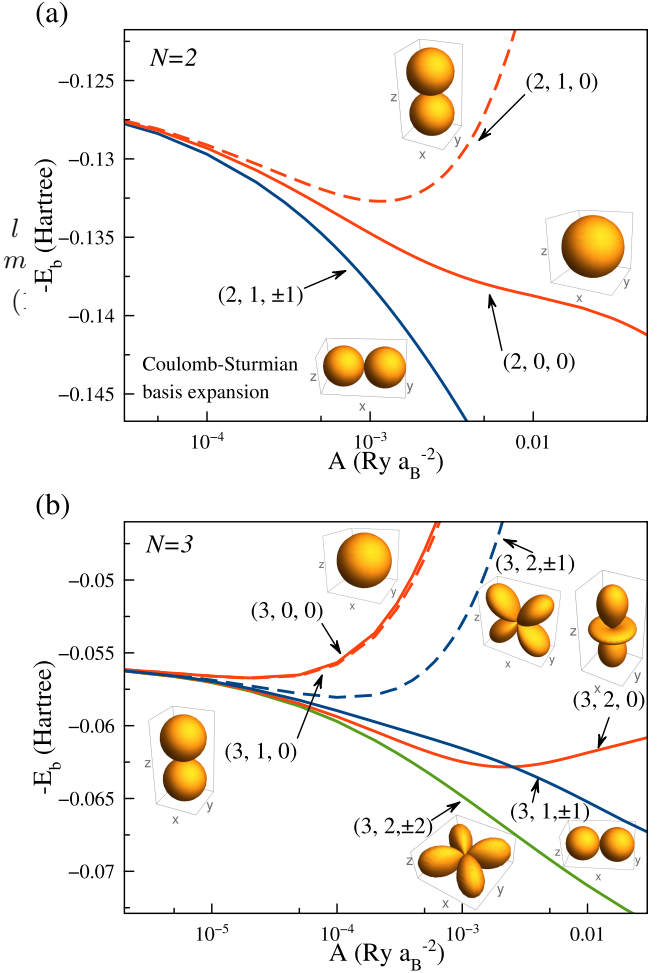 (a)
N=2
-0.125
(2, 1, 0)
z
x
y
-0.13
-E_b (Hartree)
l
m
(1
z
x
y
-0.135
(2, 1, ±1)
-0.14
(2, 0, 0)
Coulomb-Sturmian
basis expansion
z
x
y
-0.145
10^-4
10^-3
0.01
A (Ry a_B^-2)
(b)
N=3
z
x
y
(3, 2,±1)
-0.05
(3, 0, 0)
z
x
y
z
x
y
-0.055
(3, 2, 0)
-E_b (Hartree)
-0.06
z
x
y
(3, 1, 0)
-0.065
(3, 1,±1)
(3, 2,±2)
z
x
y
z
x
y
-0.07
10^-5
10^-4
10^-3
0.01
A (Ry a_B^-2)